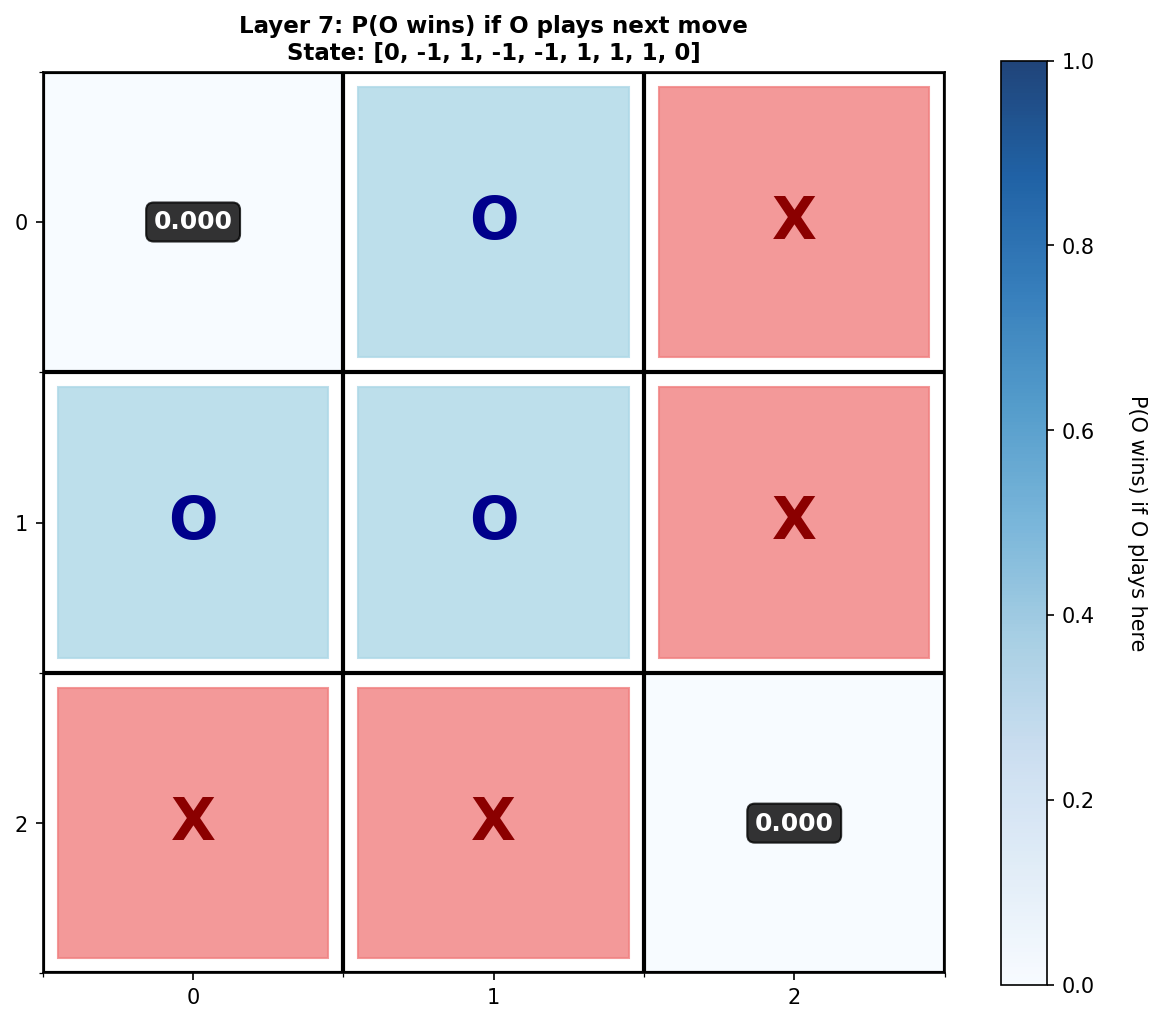 Layer 7: P(O wins) if O plays next move
State: [0, -1, 1, -1, -1, 1, 1, 1, 0]
0
0.000
O
X
1
O
O
X
2
X
X
0.000
0
1
2
1.0
0.8
0.6
0.4
0.2
0.0
P(O wins) if O plays here